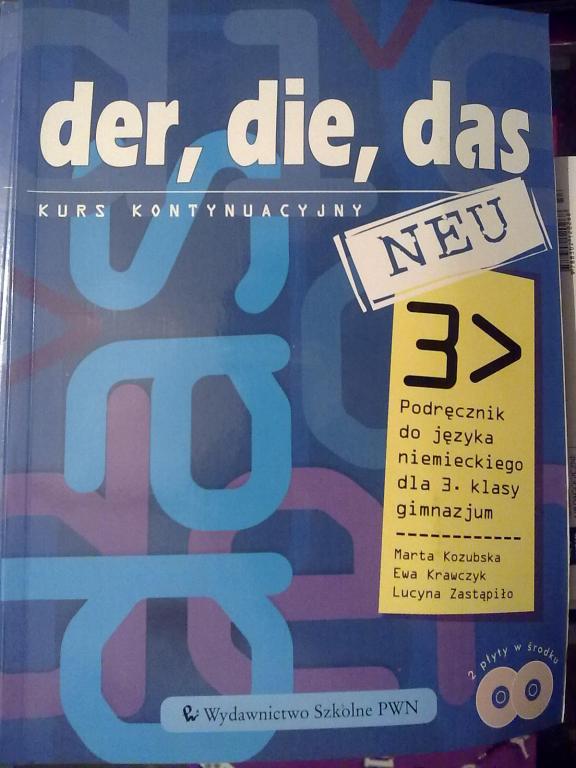 der, die, das
KURS KONTYNUACYJNY
NEU
3>
Podręcznik
do języka
niemieckiego
dla 3. klasy
gimnazjum
Marta Kozubska
Ewa Krawczyk
Lucyna Zastąpiło
2 płyty w środku
Wydawnictwo Szkolne PWN